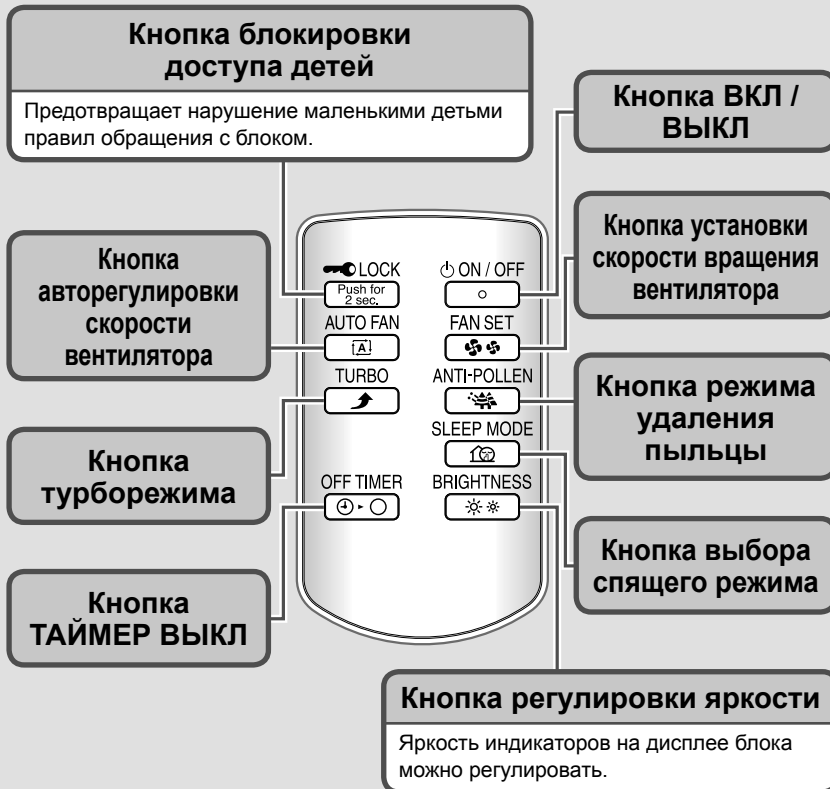 Кнопка блокировки
доступа детей
Предотвращает нарушение маленькими детьми
правил обращения с блоком.
Кнопка ВКЛ /
ВЫКЛ
Кнопка
авторегулировки
скорости
вентилятора
Кнопка установки
скорости вращения
вентилятора
LOCK
Push for
2 sec.
ON / OFF
AUTO FAN
A
FAN SET
TURBO
ANTI-POLLEN
SLEEP MODE
OFF TIMER
BRIGHTNESS
Кнопка режима
удаления
пыльцы
Кнопка
турборежима
Кнопка выбора
спящего режима
Кнопка
ТАЙМЕР ВЫКЛ
Кнопка регулировки яркости
Яркость индикаторов на дисплее блока
можно регулировать.